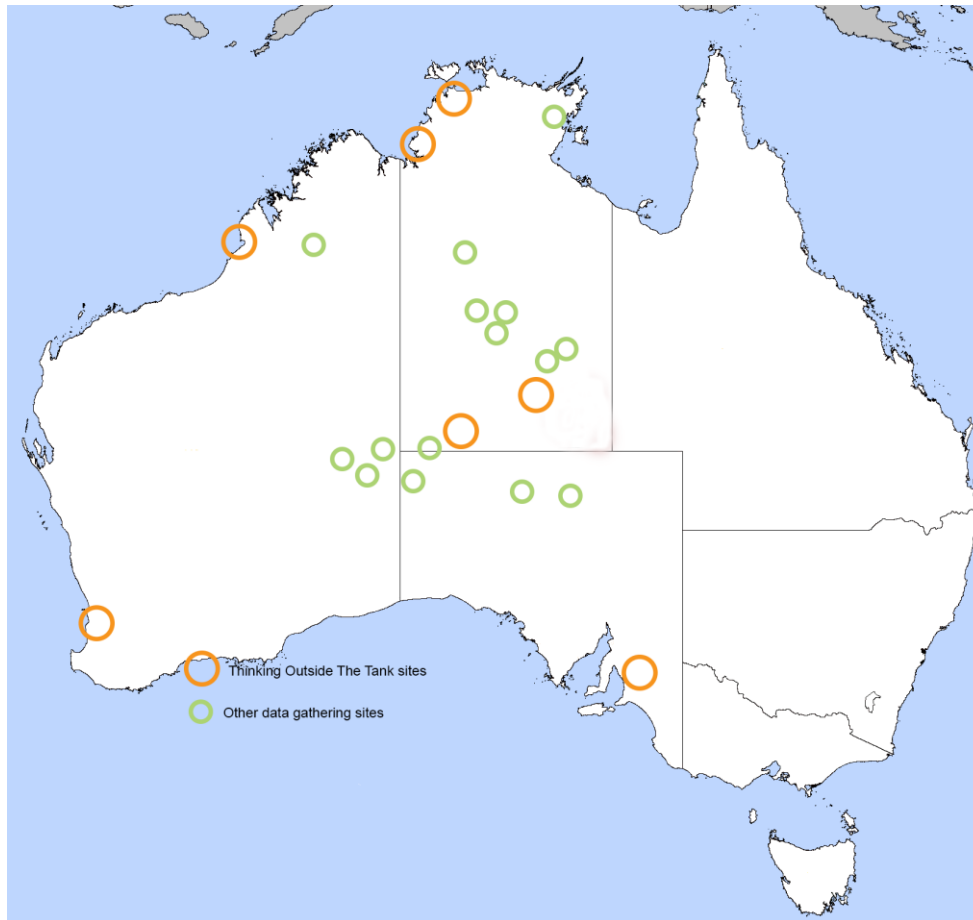 Thinking Outside The Tank sites
Other data gathering sites